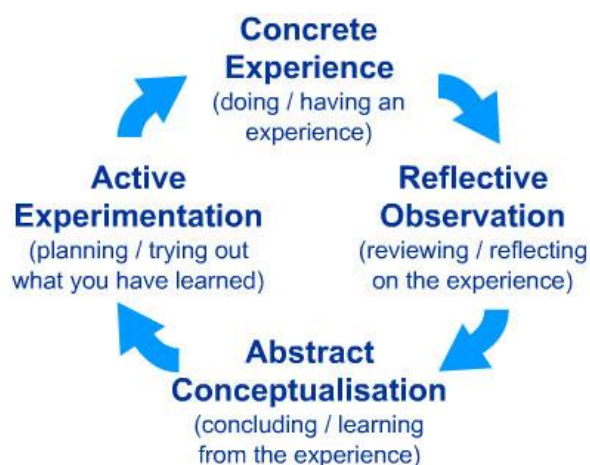 Concrete
Experience
(doing / having an
experience)
Reflective
Observation
(reviewing / reflecting
on the experience)
Abstract
Conceptualisation
(concluding / learning
from the experience)
Active
Experimentation
(planning / trying out
what you have learned)